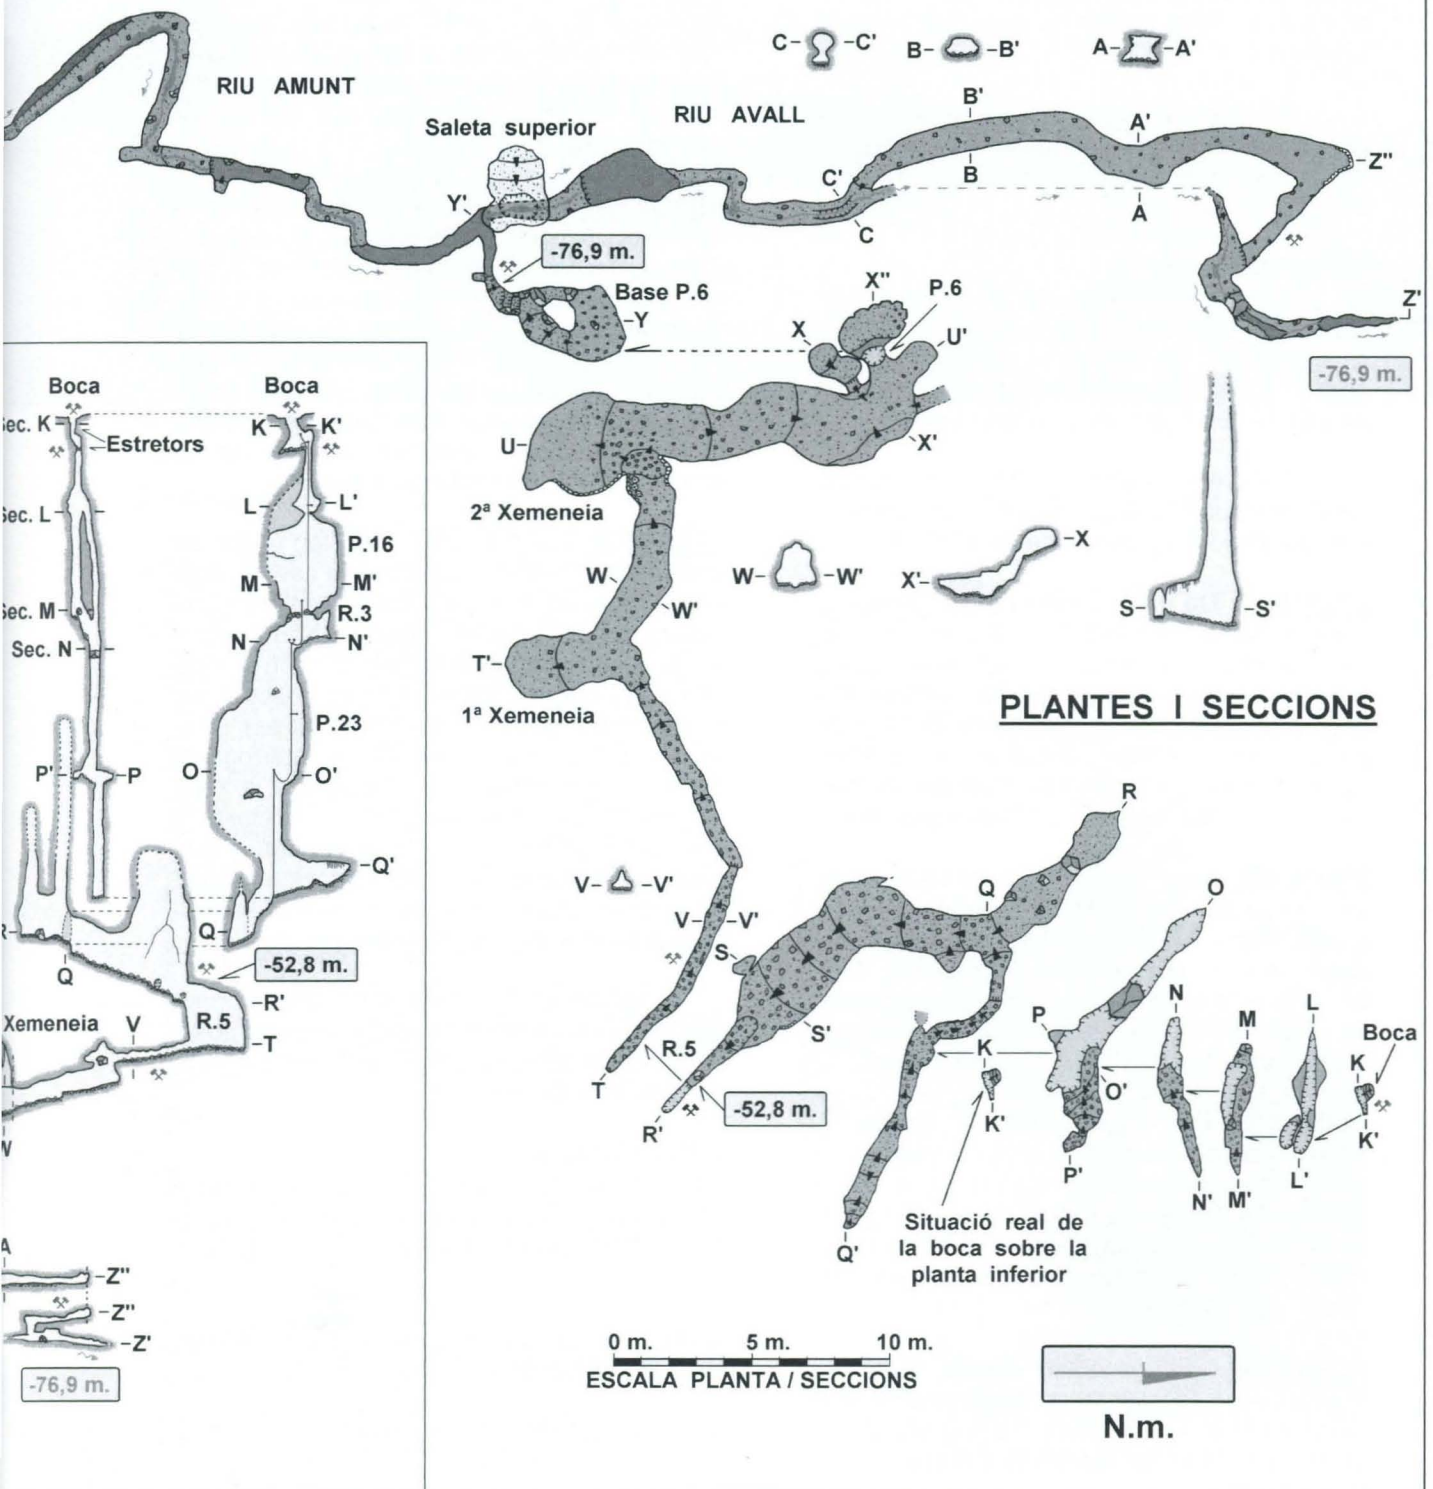 C- -C' B- -B' A- -A'
RIU AMUNT
RIU AVALL
Saleta superior
B'
A'
Z''
C'
B
A
Y'
C
-76,9 m.
Base P.6
Y
X''
P.6
X
U'
Z'
-76,9 m.
U
X'
2ª Xemeneia
W
W'
W- -W'
X'- -X
S- -S'
T'
1ª Xemeneia
PLANTES I SECCIONS
V- -V'
V- -V'
R
Q
O
S
S'
R.5
T
R'
-52,8 m.
K
K'
P
O'
P'
N
N'
M
M'
L
L'
Boca
K
K'
Q'
Situació real de
la boca sobre la
planta inferior
0 m. 5 m. 10 m.
ESCALA PLANTA / SECCIONS
N.m.
Boca Boca
Sec. K
K- K'
Estretors
Sec. L
L- -L'
P.16
Sec. M
M- -M'
R.3
Sec. N
N- N'
P.23
P'- -P
O- -O'
Q'
R
Q-
Q
-52,8 m.
R'
R.5
T
Xemeneia V
W
A
Z''
Z''
Z'
-76,9 m.